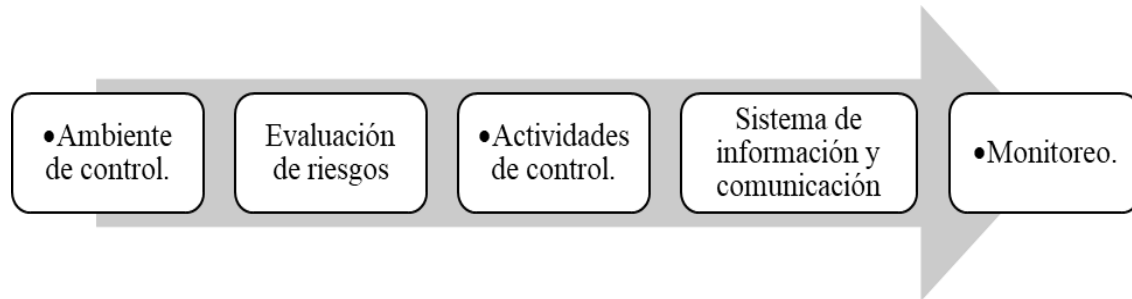 •Ambiente
de control.
Evaluación
de riesgos
•Actividades
de control.
Sistema de
información y
comunicación
•Monitoreo.